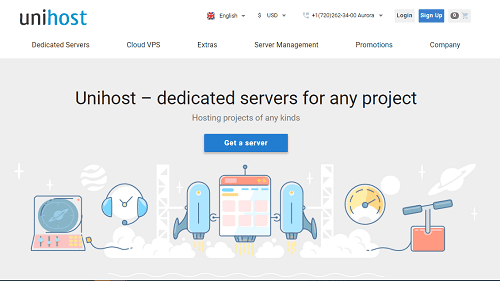 unihost
English
$ USD
+1(720)262-34-00 Aurora
Login
Sign Up
0
Dedicated Servers
Cloud VPS
Extras
Server Management
Promotions
Company
Unihost – dedicated servers for any project
Hosting projects of any kinds
Get a server